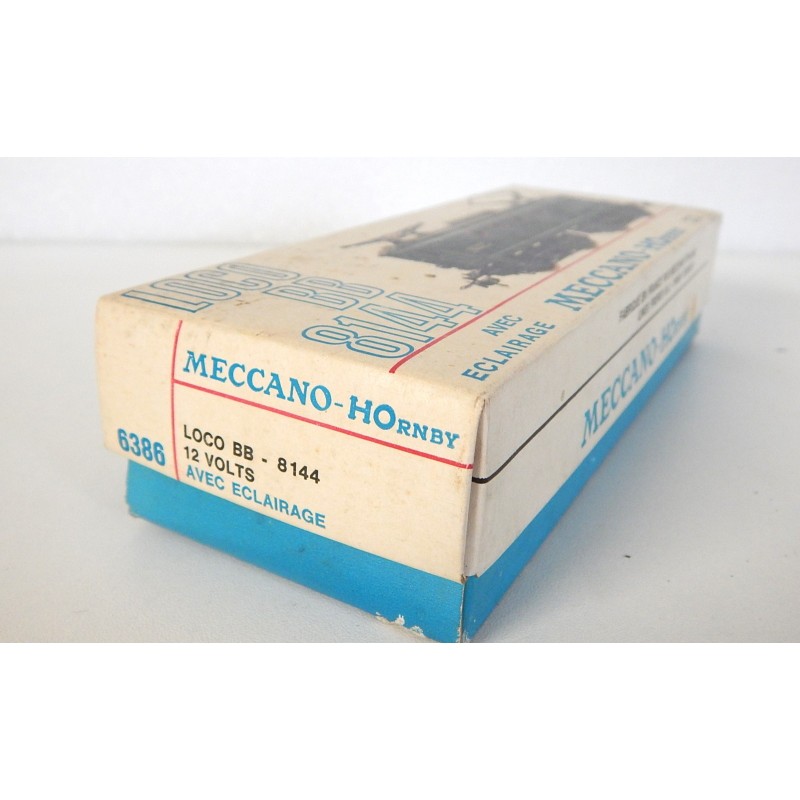 LOCO
BB
8144
AVEC
ECLAIRAGE
MECCANO-HORNBY
MECCANO-HORNBY
6386
LOCO BB - 8144
12 VOLTS
AVEC ECLAIRAGE
MECCANO-HORNBY